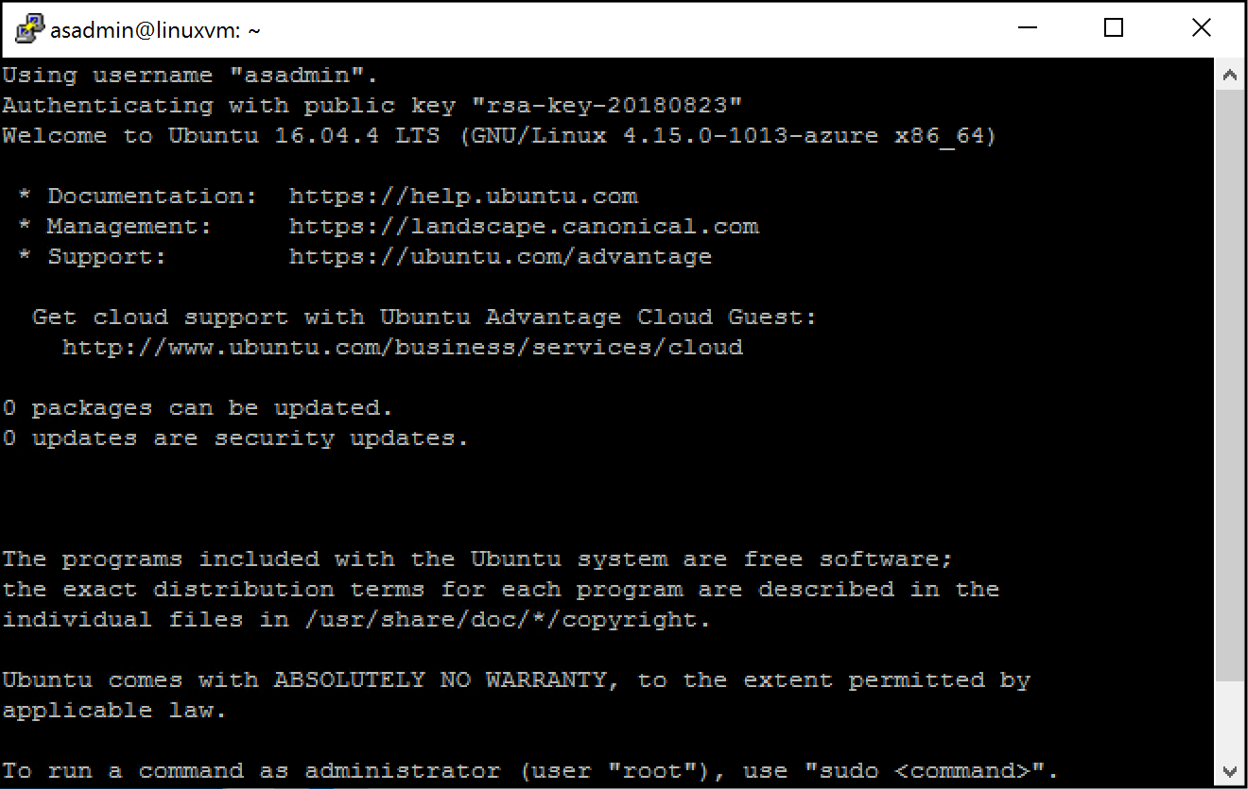 asadmin@linuxvm: ~
Using username "asadmin".
Authenticating with public key "rsa-key-20180823"
Welcome to Ubuntu 16.04.4 LTS (GNU/Linux 4.15.0-1013-azure x86_64)

 * Documentation:  https://help.ubuntu.com
 * Management:     https://landscape.canonical.com
 * Support:        https://ubuntu.com/advantage

  Get cloud support with Ubuntu Advantage Cloud Guest:
    http://www.ubuntu.com/business/services/cloud

0 packages can be updated.
0 updates are security updates.

The programs included with the Ubuntu system are free software;
the exact distribution terms for each program are described in the
individual files in /usr/share/doc/*/copyright.

Ubuntu comes with ABSOLUTELY NO WARRANTY, to the extent permitted by
applicable law.

To run a command as administrator (user "root"), use "sudo <command>".